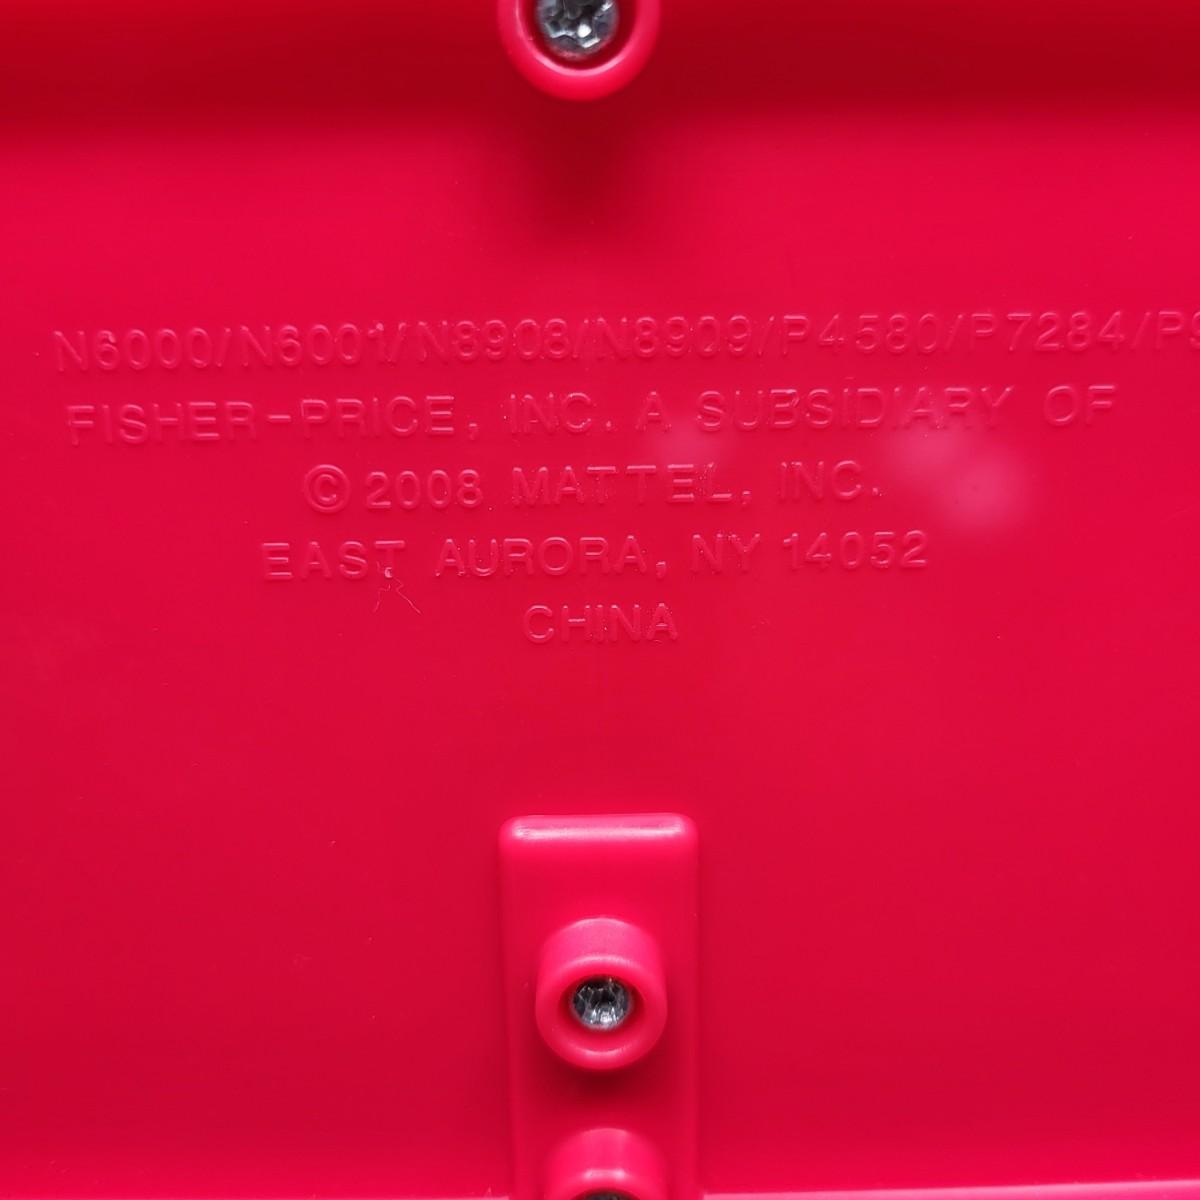 N6000/N6001/N8908/N8909/P4580/P7284/P
FISHER-PRICE, INC. A SUBSIDIARY OF
© 2008 MATTEL, INC.
EAST AURORA, NY 14052
CHINA